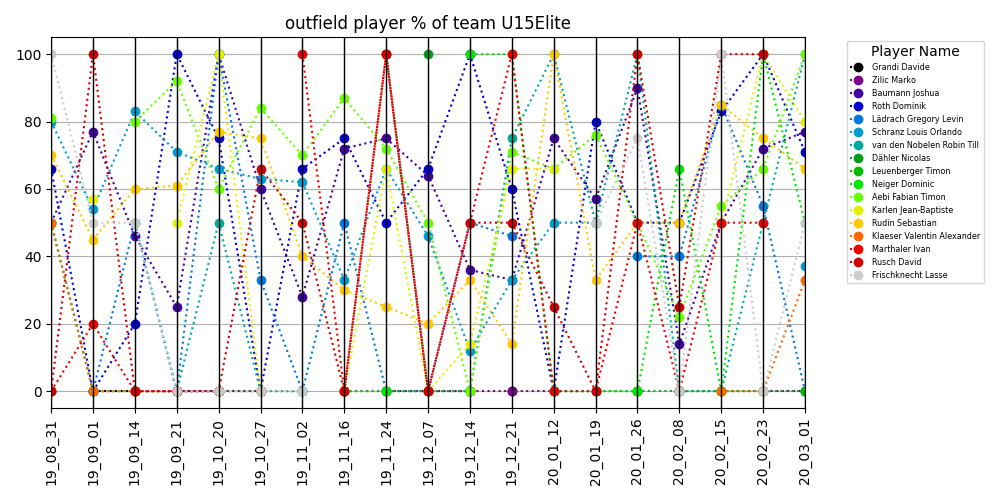 outfield player % of team U15Elite
100
80
60
40
20
0
19_08_31
19_09_01
19_09_14
19_09_21
19_10_20
19_10_27
19_11_02
19_11_16
19_11_24
19_12_07
19_12_14
19_12_21
20_01_12
20_01_19
20_01_26
20_02_08
20_02_15
20_02_23
20_03_01
Player Name
Grandi Davide
Zilic Marko
Baumann Joshua
Roth Dominik
Lädrach Gregory Levin
Schranz Louis Orlando
van den Nobelen Robin Till
Dähler Nicolas
Leuenberger Timon
Neiger Dominic
Aebi Fabian Timon
Karlen Jean-Baptiste
Rudin Sebastian
Klaeser Valentin Alexander
Marthaler Ivan
Rusch David
Frischknecht Lasse